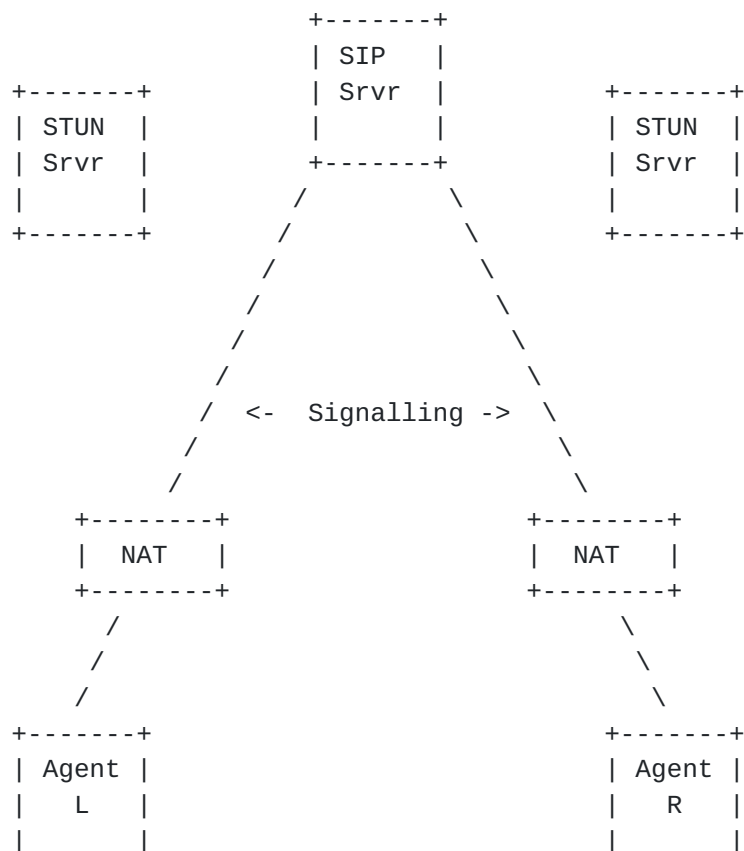 SIP
Srvr
STUN
Srvr
STUN
Srvr
<- Signalling ->
NAT
NAT
Agent
L
Agent
R